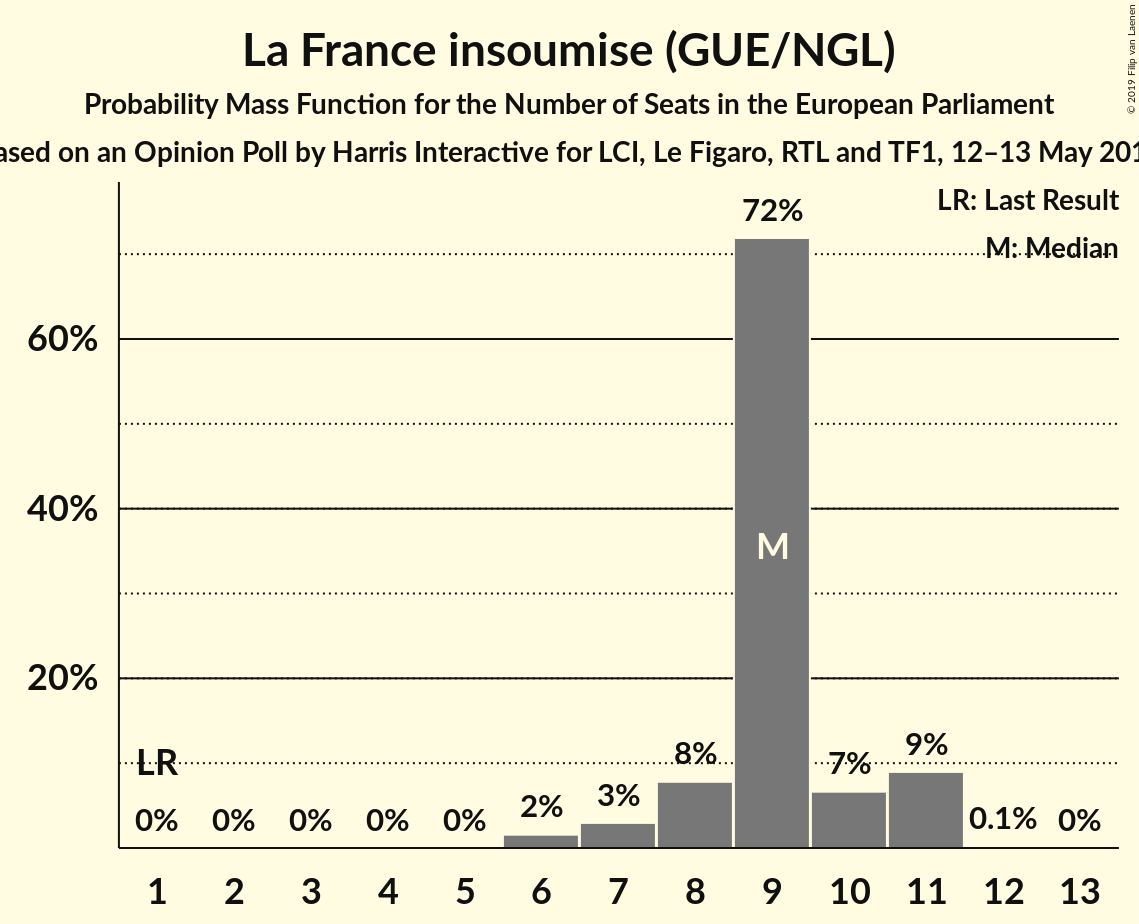 La France insoumise (GUE/NGL)
Probability Mass Function for the Number of Seats in the European Parliament
on an Opinion Poll by Harris Interactive for LCI, Le Figaro, RTL and TF1, 12–13 May
© 2019 Filip van Laenen
LR: Last Result
M: Median
72%
60%
40%
M
20%
LR
0% 0% 0% 0% 0% 2% 3% 8% 7% 9% 0.1% 0%
1 2 3 4 5 6 7 8 9 10 11 12 13